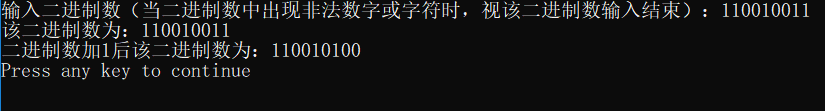 输入二进制数（当二进制数中出现非法数字或字符时，视该二进制数输入结束）：110010011
该二进制数为：110010011
二进制数加1后该二进制数为：110010100
Press any key to continue